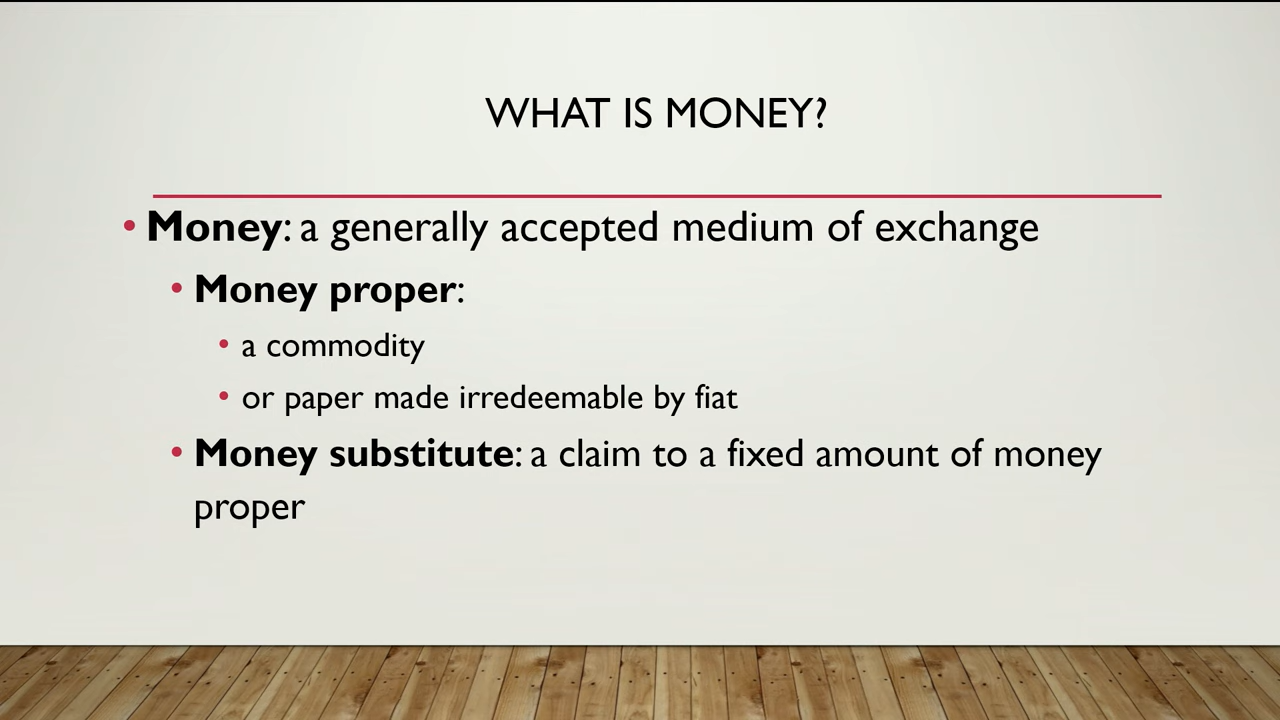 WHAT IS MONEY?
• Money: a generally accepted medium of exchange
• Money proper:
• a commodity
• or paper made irredeemable by fiat
• Money substitute: a claim to a fixed amount of money
proper